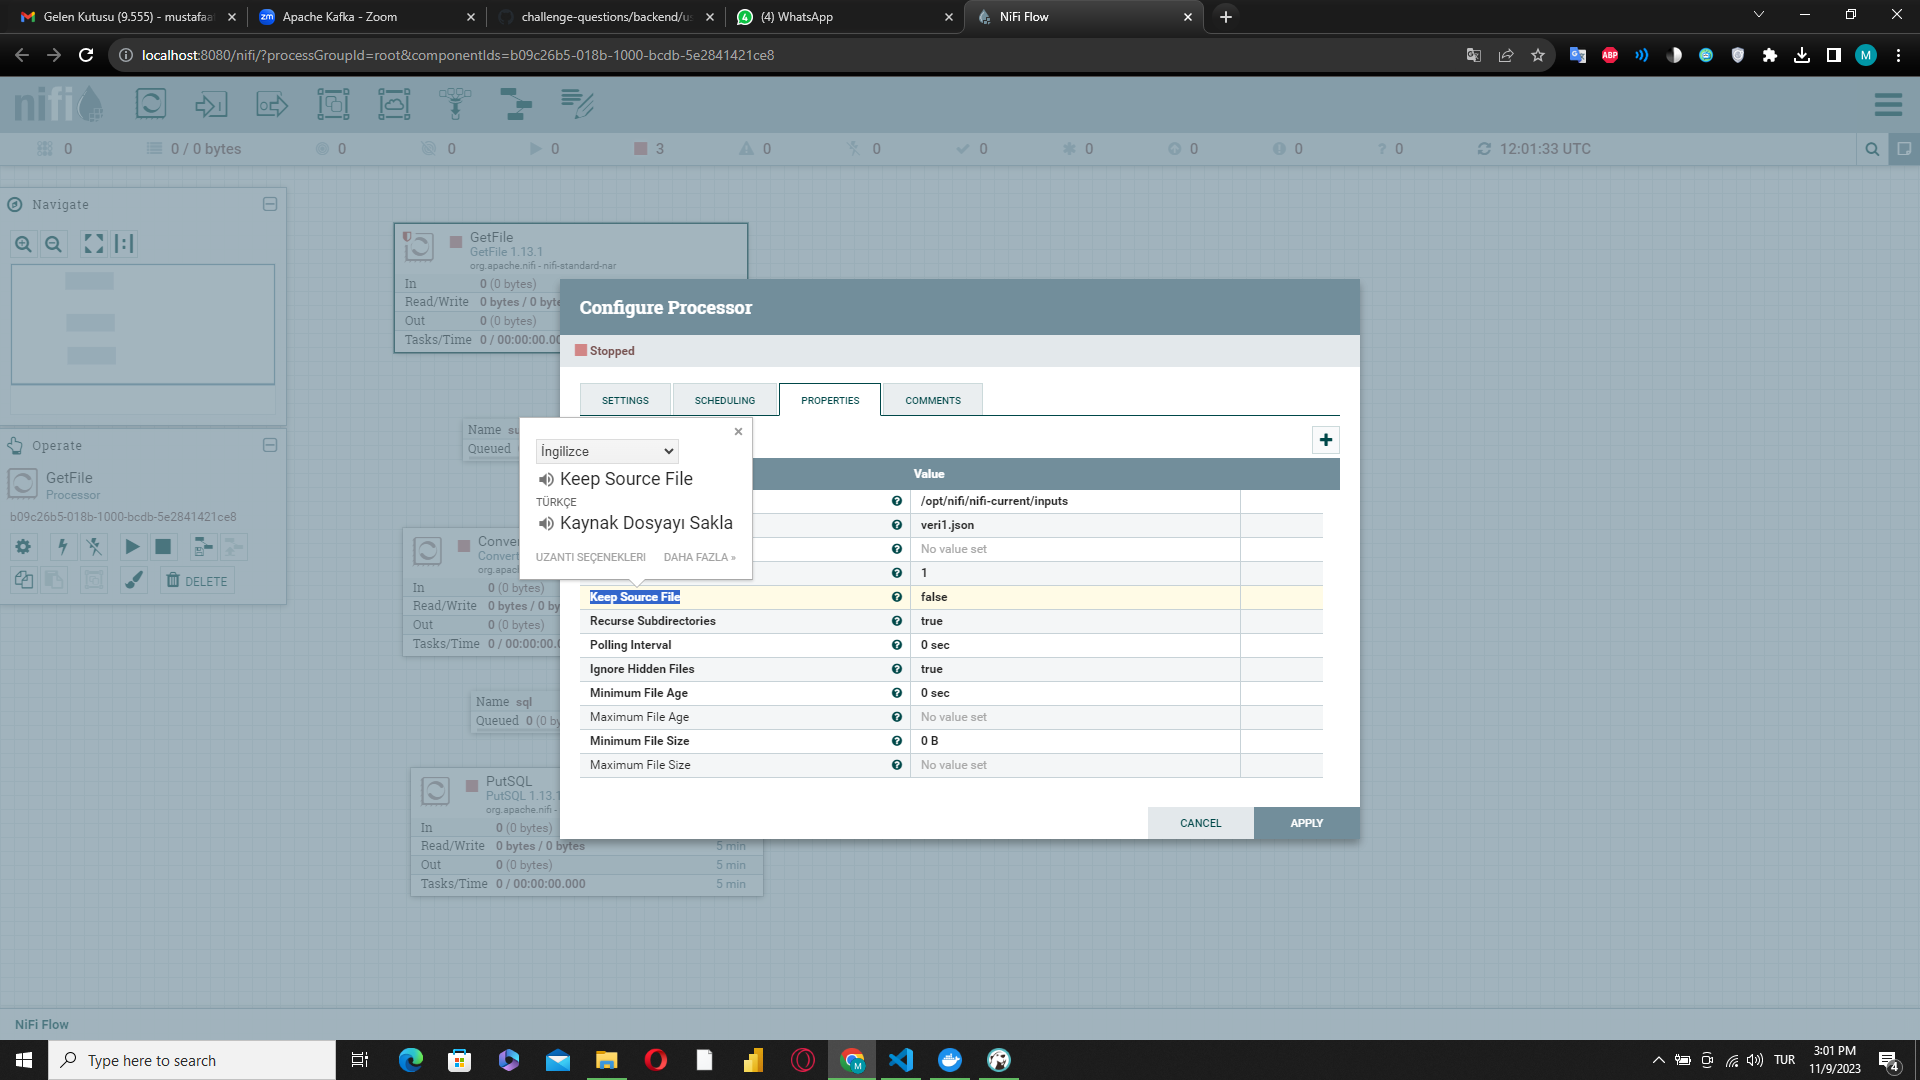 Gelen Kutusu (9.555) - mustafaa
Apache Kafka - Zoom
challenge-questions/backend/us
(4) WhatsApp
NiFi Flow
localhost:8080/nifi/?processGroupId=root&componentIds=b09c26b5-018b-1000-bcdb-5e2841421ce8
ABP
M
nifi
0
0 / 0 bytes
0
0
0
3
0
0
0
0
0
0
0
12:01:33 UTC
Navigate
GetFile
GetFile 1.13.1
org.apache.nifi - nifi-standard-nar
In 0 (0 bytes)
Read/Write 0 bytes / 0 byte
Out 0 (0 bytes)
Tasks/Time 0 / 00:00:00.00
Operate
GetFile
Processor
b09c26b5-018b-1000-bcdb-5e2841421ce8
DELETE
Name su
Queued
Conver
Convert
org.apac
In 0 (0 bytes)
Read/Write 0 bytes / 0 by
Out 0 (0 bytes)
Tasks/Time 0 / 00:00:00.0
Name sql
Queued 0 (0 by
PutSQL
PutSQL 1.13.1
org.apache.nifi -
In 0 (0 bytes)
Read/Write 0 bytes / 0 bytes 5 min
Out 0 (0 bytes) 5 min
Tasks/Time 0 / 00:00:00.000 5 min
Configure Processor
Stopped
SETTINGS
SCHEDULING
PROPERTIES
COMMENTS
İngilizce
Keep Source File
TÜRKÇE
Kaynak Dosyayı Sakla
UZANTI SEÇENEKLERI DAHA FAZLA »
Value
/opt/nifi/nifi-current/inputs
veri1.json
No value set
1
Keep Source File false
Recurse Subdirectories true
Polling Interval 0 sec
Ignore Hidden Files true
Minimum File Age 0 sec
Maximum File Age No value set
Minimum File Size 0 B
Maximum File Size No value set
CANCEL
APPLY
NiFi Flow
Type here to search
TUR
3:01 PM
11/9/2023
4